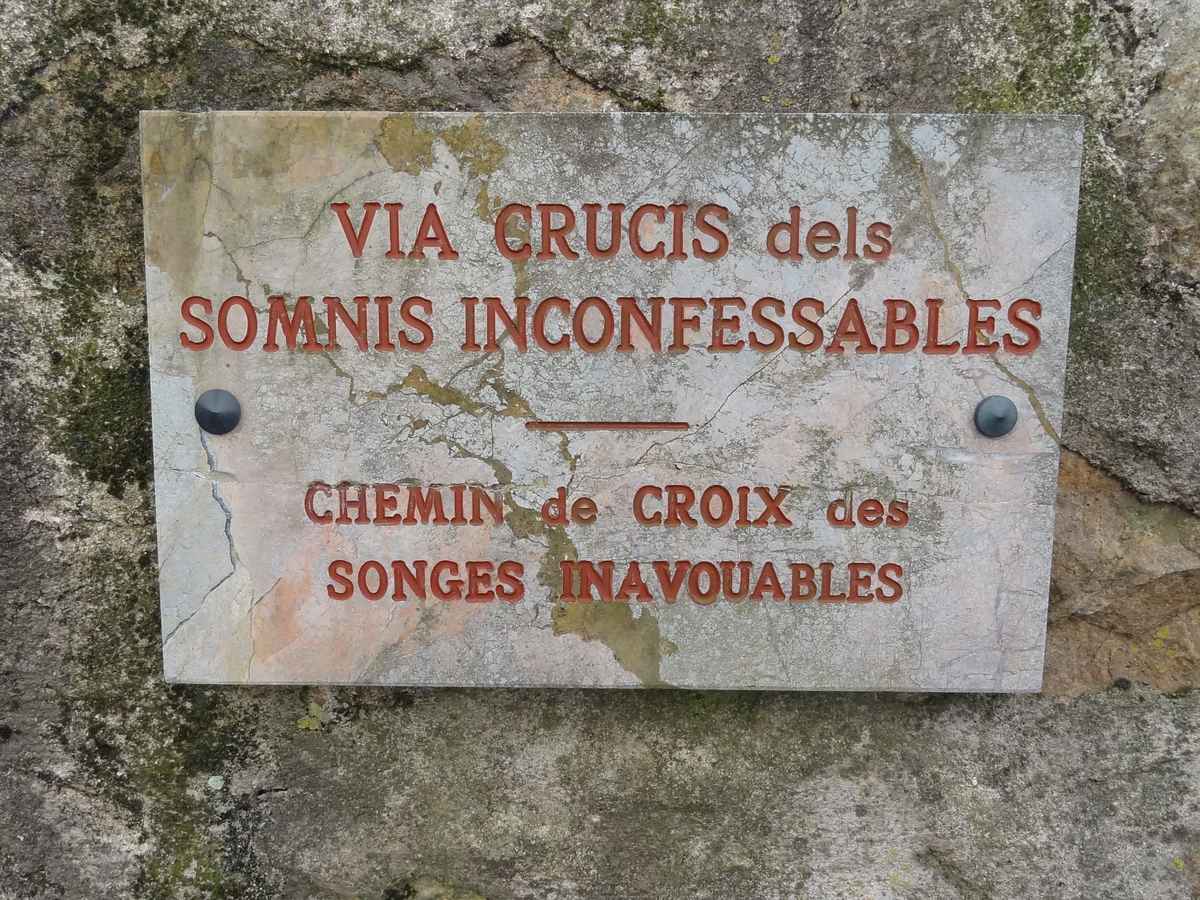 VIA CRUCIS dels
SOMNIS INCONFESSABLES
CHEMIN de CROIX des
SONGES INAVOUABLES